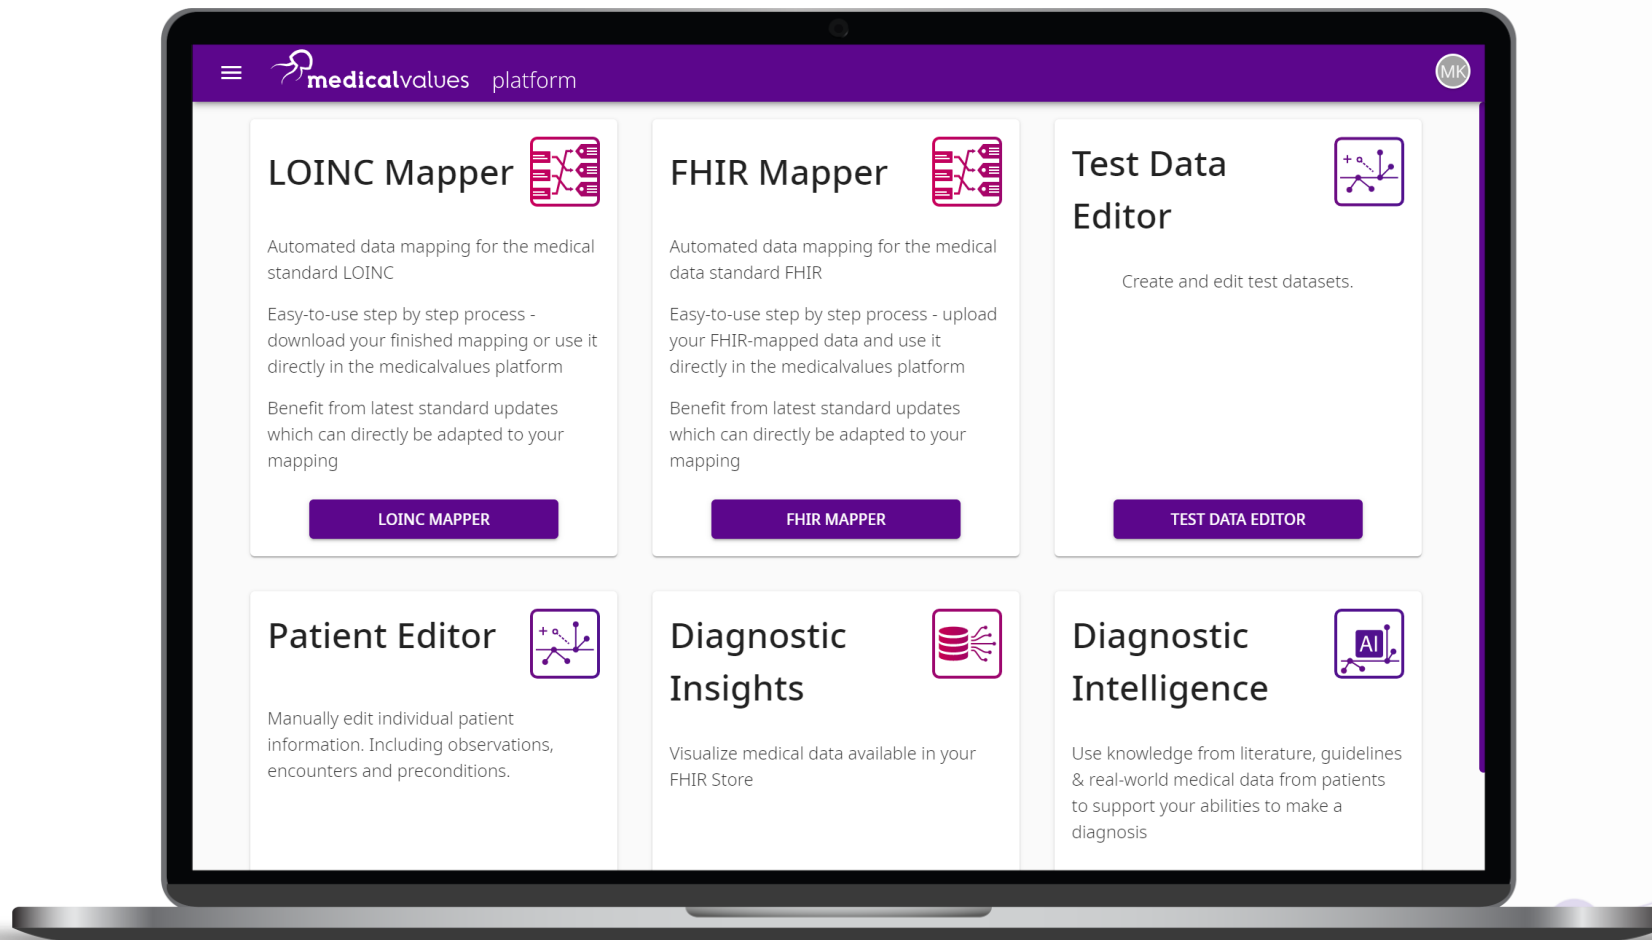 medicalvalues platform
MK
LOINC Mapper
Automated data mapping for the medical
standard LOINC
Easy-to-use step by step process -
download your finished mapping or use it
directly in the medicalvalues platform
Benefit from latest standard updates
which can directly be adapted to your
mapping
LOINC MAPPER
FHIR Mapper
Automated data mapping for the medical
data standard FHIR
Easy-to-use step by step process - upload
your FHIR-mapped data and use it
directly in the medicalvalues platform
Benefit from latest standard updates
which can directly be adapted to your
mapping
FHIR MAPPER
Test Data
Editor
Create and edit test datasets.
TEST DATA EDITOR
Patient Editor
Manually edit individual patient
information. Including observations,
encounters and preconditions.
Diagnostic
Insights
Visualize medical data available in your
FHIR Store
Diagnostic
Intelligence
AI
Use knowledge from literature, guidelines
& real-world medical data from patients
to support your abilities to make a
diagnosis